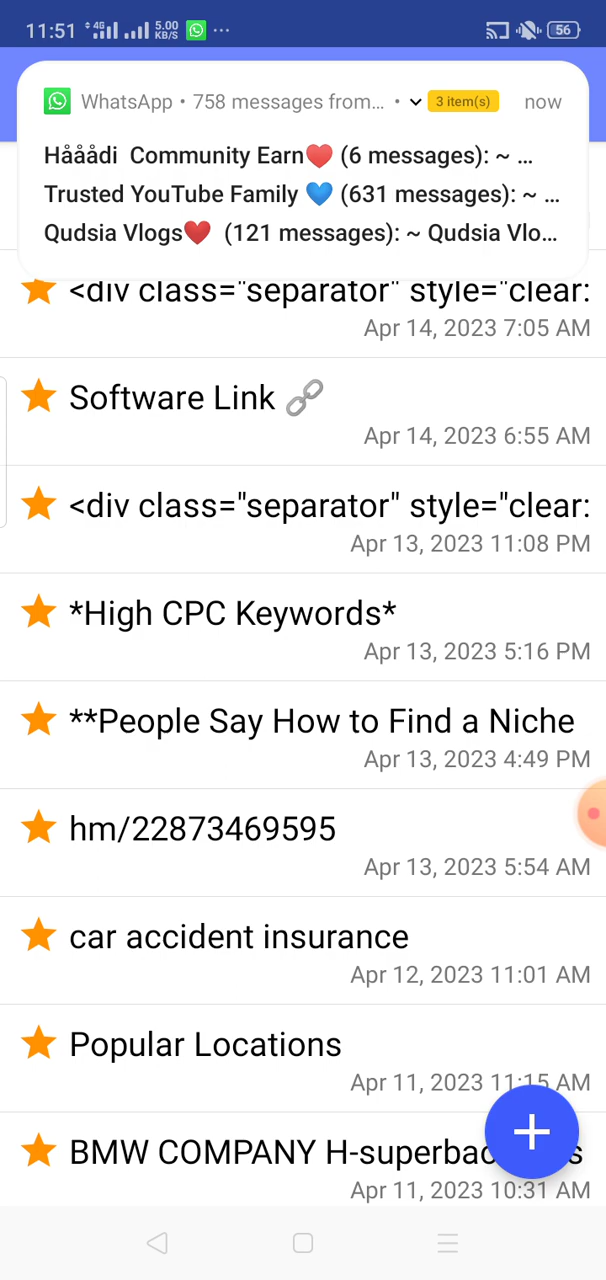 11:51 4G 5.00 KB/S ... 56
WhatsApp • 758 messages from... • 3 item(s) now
Hååådi Community Earn❤️ (6 messages): ~ ...
Trusted YouTube Family 💙 (631 messages): ~ ...
Qudsia Vlogs❤️ (121 messages): ~ Qudsia Vlo...
<div class="separator" style="clear:
Apr 14, 2023 7:05 AM
Software Link 🔗
Apr 14, 2023 6:55 AM
<div class="separator" style="clear:
Apr 13, 2023 11:08 PM
*High CPC Keywords*
Apr 13, 2023 5:16 PM
**People Say How to Find a Niche
Apr 13, 2023 4:49 PM
hm/22873469595
Apr 13, 2023 5:54 AM
car accident insurance
Apr 12, 2023 11:01 AM
Popular Locations
Apr 11, 2023 11:15 AM
BMW COMPANY
Apr 11, 2023 10:31 AM